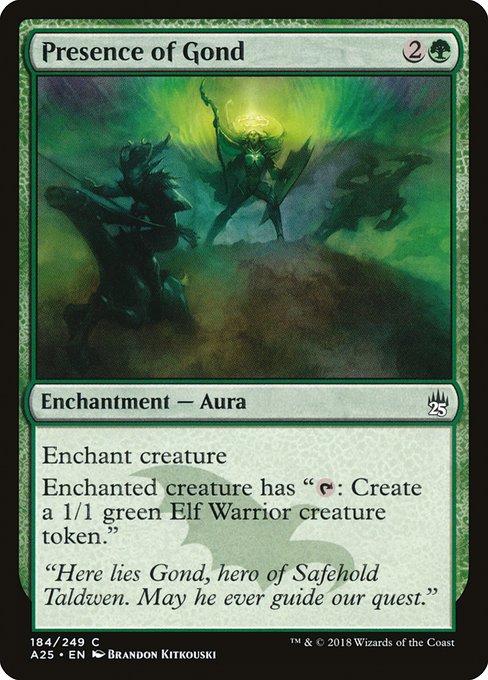 Presence of Gond 2
Enchantment — Aura
25
Enchant creature
Enchanted creature has “: Create
a 1/1 green Elf Warrior creature
token.”
“Here lies Gond, hero of Safehold
Taldwen. May he ever guide our quest.”
184/249 C
™ & © 2018 Wizards of the Coast
A25 • EN Brandon Kitkouski